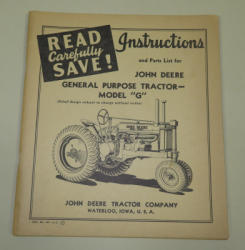 READ
Carefully
SAVE!
Instructions
and Parts List for
JOHN DEERE
GENERAL PURPOSE TRACTOR—
MODEL "G"
JOHN DEERE TRACTOR COMPANY
WATERLOO, IOWA, U. S. A.